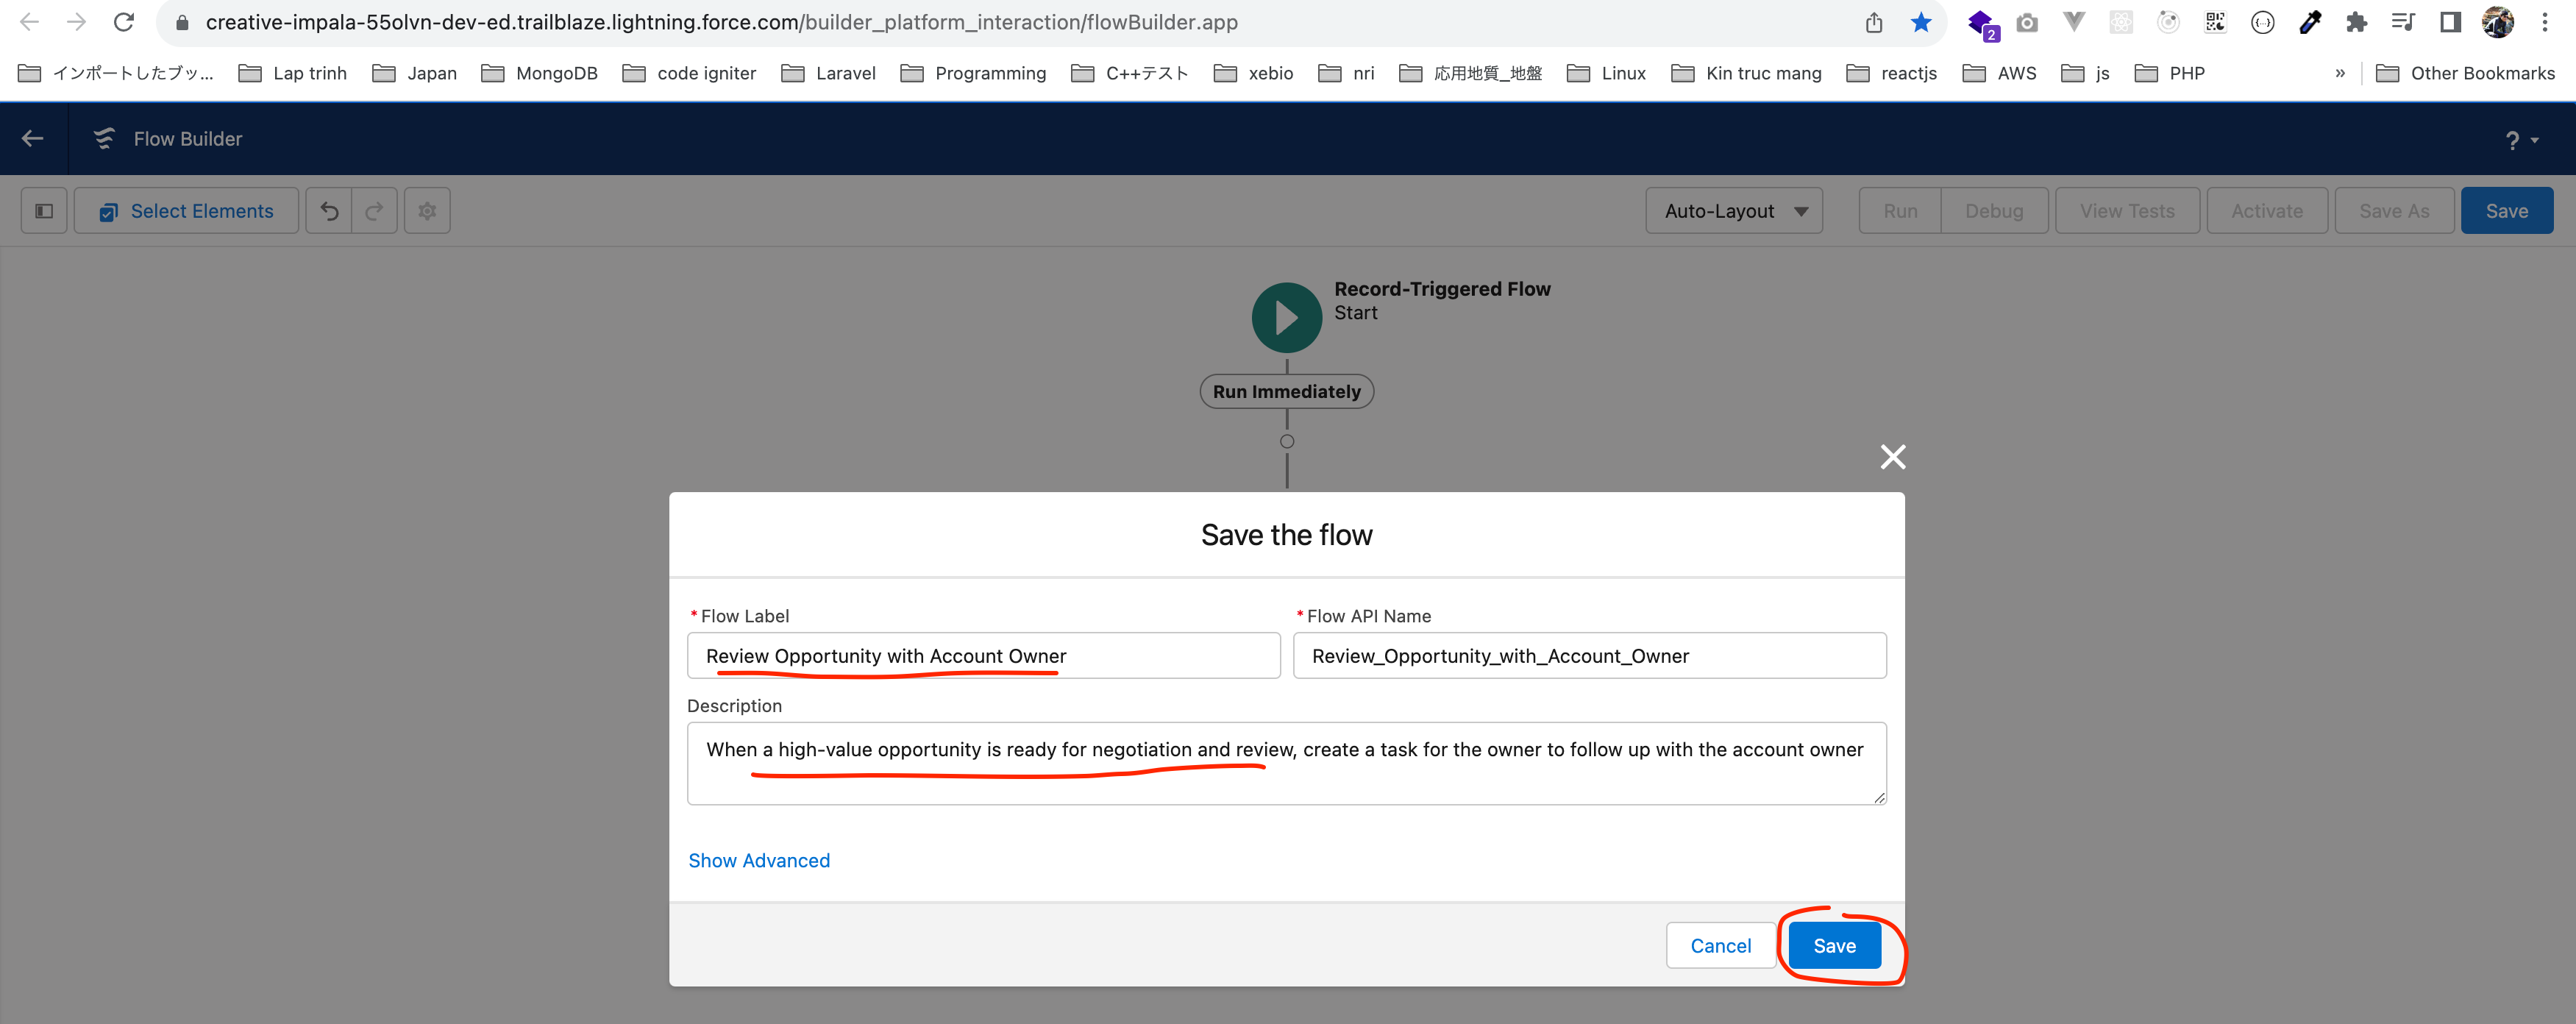 creative-impala-55olvn-dev-ed.trailblaze.lightning.force.com/builder_platform_interaction/flowBuilder.app
2
インポートしたブッ... Lap trinh Japan MongoDB code igniter Laravel Programming C++テスト xebio nri 応用地質_地盤 Linux Kin truc mang reactjs AWS js PHP » Other Bookmarks
Flow Builder ?
Select Elements Auto-Layout Run Debug View Tests Activate Save As Save
Record-Triggered Flow
Start
Run Immediately
Save the flow
* Flow Label * Flow API Name
Review Opportunity with Account Owner Review_Opportunity_with_Account_Owner
Description
When a high-value opportunity is ready for negotiation and review, create a task for the owner to follow up with the account owner
Show Advanced
Cancel Save